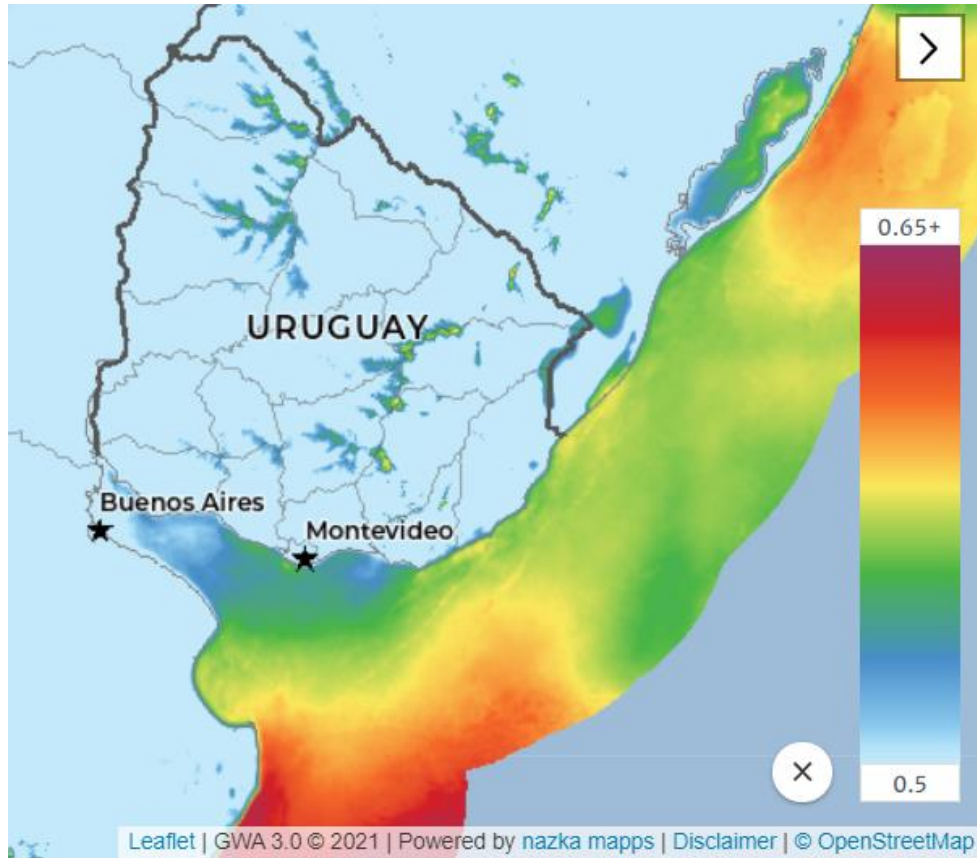 >
0.65+
URUGUAY
Buenos Aires
Montevideo
×
0.5
Leaflet | GWA 3.0 © 2021 | Powered by nazka mapps | Disclaimer | © OpenStreetMap